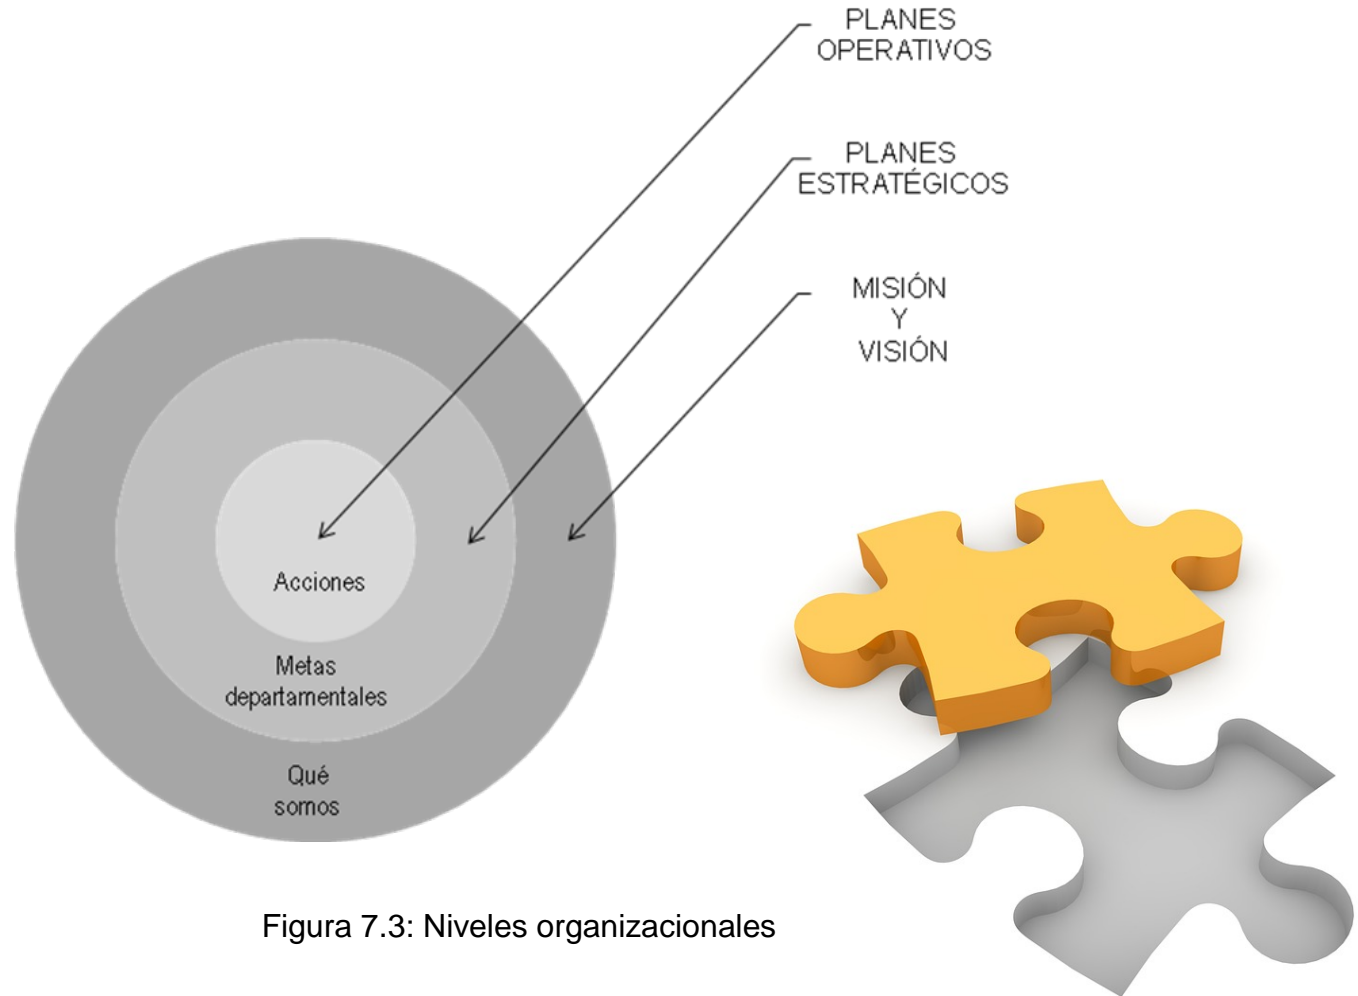 PLANES
OPERATIVOS
PLANES
ESTRATÉGICOS
MISIÓN
Y
VISIÓN
Acciones
Metas
departamentales
Qué
somos
Figura 7.3: Niveles organizacionales